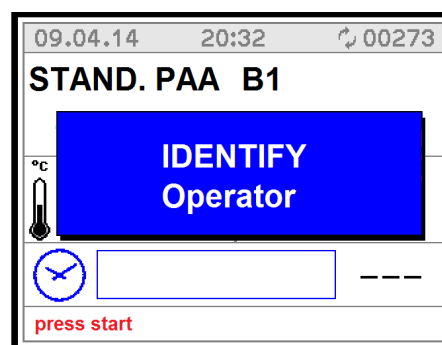 09.04.14 20:32 00273
STAND. PAA B1
IDENTIFY
Operator
°C
---
press start